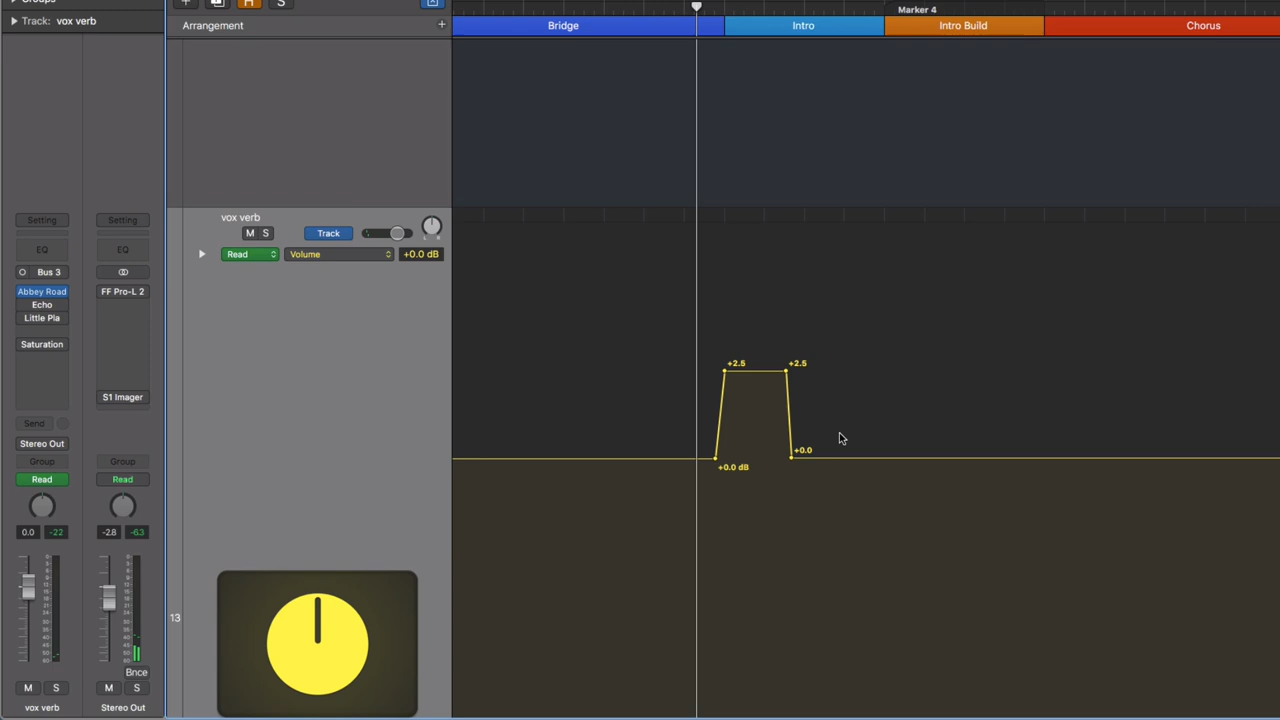 Groups
Track: vox verb
H
S
Arrangement
Marker 4
Bridge
Intro
Intro Build
Chorus
vox verb
M S
Track
L R
Read
Volume
+0.0 dB
Setting
Setting
EQ
EQ
Bus 3
Abbey Road
FF Pro-L 2
Echo
Little Pla
Saturation
S1 Imager
Send
Stereo Out
Group
Group
Read
Read
0.0
-22
-2.8
-6.3
+2.5
+2.5
+0.0
+0.0 dB
13
Bnce
M
S
M
S
vox verb
Stereo Out